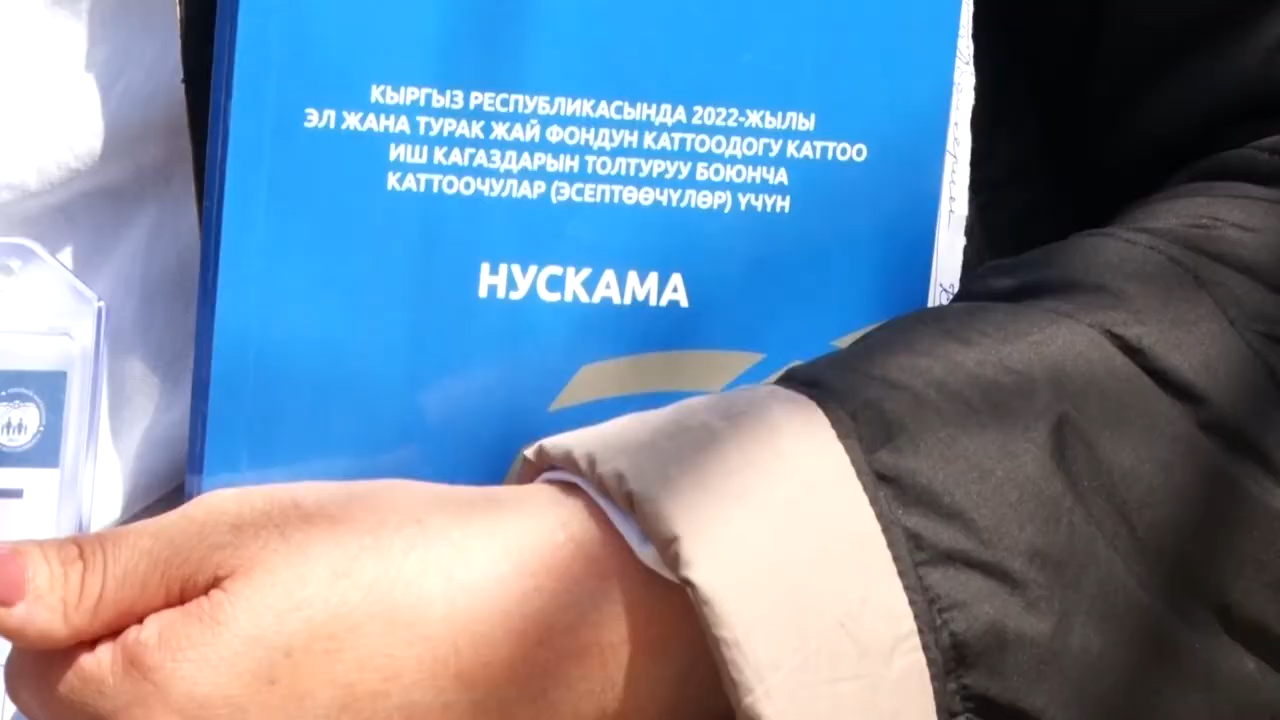 КЫРГЫЗ РЕСПУБЛИКАСЫНДА 2022-ЖЫЛЫ
ЭЛ ЖАНА ТУРАК ЖАЙ ФОНДУН КАТТООДОГУ КАТТОО
ИШ КАГАЗДАРЫН ТОЛТУРУУ БОЮНЧА
КАТТООЧУЛАР (ЭСЕПТӨӨЧҮЛӨР) ҮЧҮН
НУСКАМА